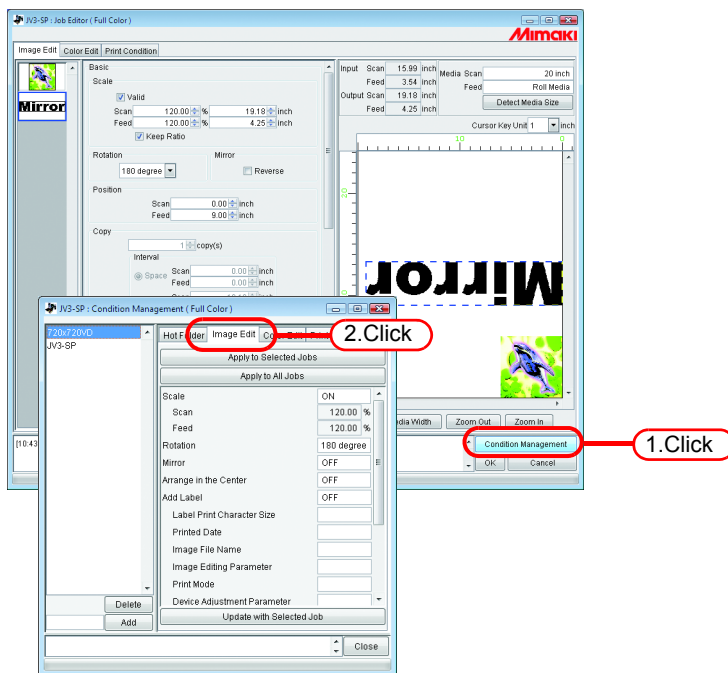 JV3-SP : Job Editor ( Full Color )
Mimaki
Image Edit Color Edit Print Condition
Mirror
Basic
Scale
Valid
Scan 120.00 % 19.18 inch
Feed 120.00 % 4.25 inch
Keep Ratio
Rotation Mirror
180 degree Reverse
Position
Scan 0.00 inch
Feed 9.00 inch
Copy
1 copy(s)
Interval
Space Scan 0.00 inch
Feed 0.00 inch
Input Scan 15.99 inch
Feed 3.54 inch
Output Scan 19.18 inch
Feed 4.25 inch
Media Scan 20 inch
Feed Roll Media
Detect Media Size
Cursor Key Unit 1 inch
10 0
20
Mirror
Media Width Zoom Out Zoom In
[10:43
Condition Management
OK Cancel
1.Click
JV3-SP : Condition Management ( Full Color )
720x720VD
JV3-SP
Hot Folder Image Edit
2.Click
Apply to Selected Jobs
Apply to All Jobs
Scale ON
Scan 120.00 %
Feed 120.00 %
Rotation 180 degree
Mirror OFF
Arrange in the Center OFF
Add Label OFF
Label Print Character Size
Printed Date
Image File Name
Image Editing Parameter
Print Mode
Device Adjustment Parameter
Delete
Add
Update with Selected Job
Close